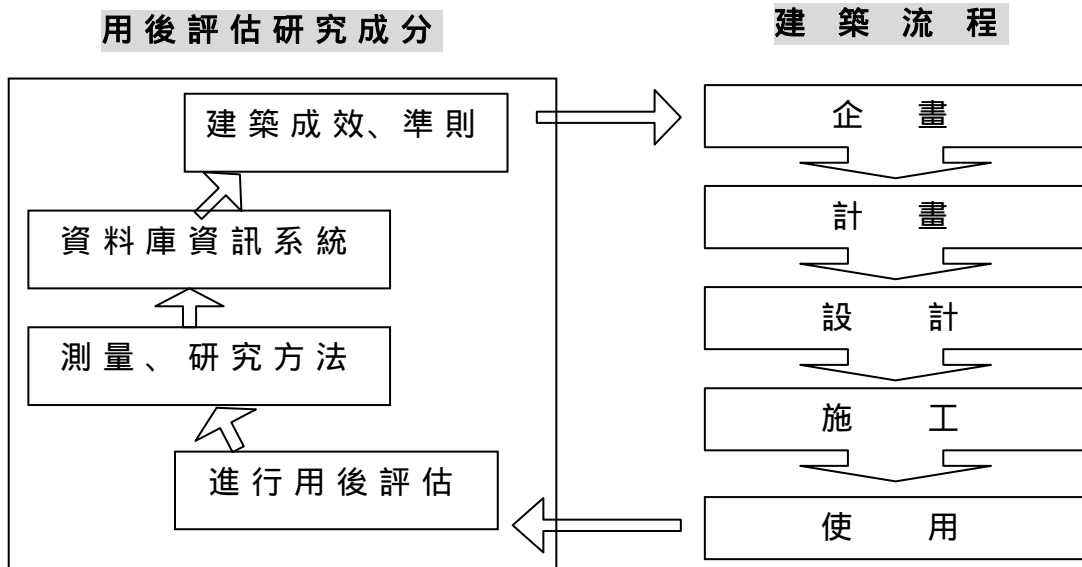 用後評估研究成分
建築流程
建築成效、準則
資料庫資訊系統
測量、研究方法
進行用後評估
企畫
計畫
設計
施工
使用